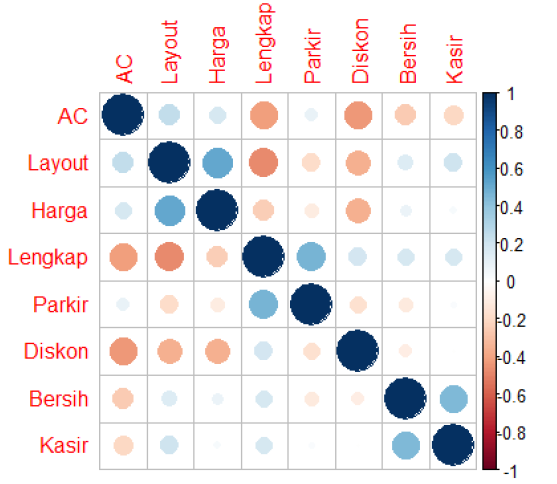 AC Layout Harga Lengkap Parkir Diskon Bersih Kasir
AC
Layout
Harga
Lengkap
Parkir
Diskon
Bersih
Kasir
1
0.8
0.6
0.4
0.2
0
-0.2
-0.4
-0.6
-0.8
-1